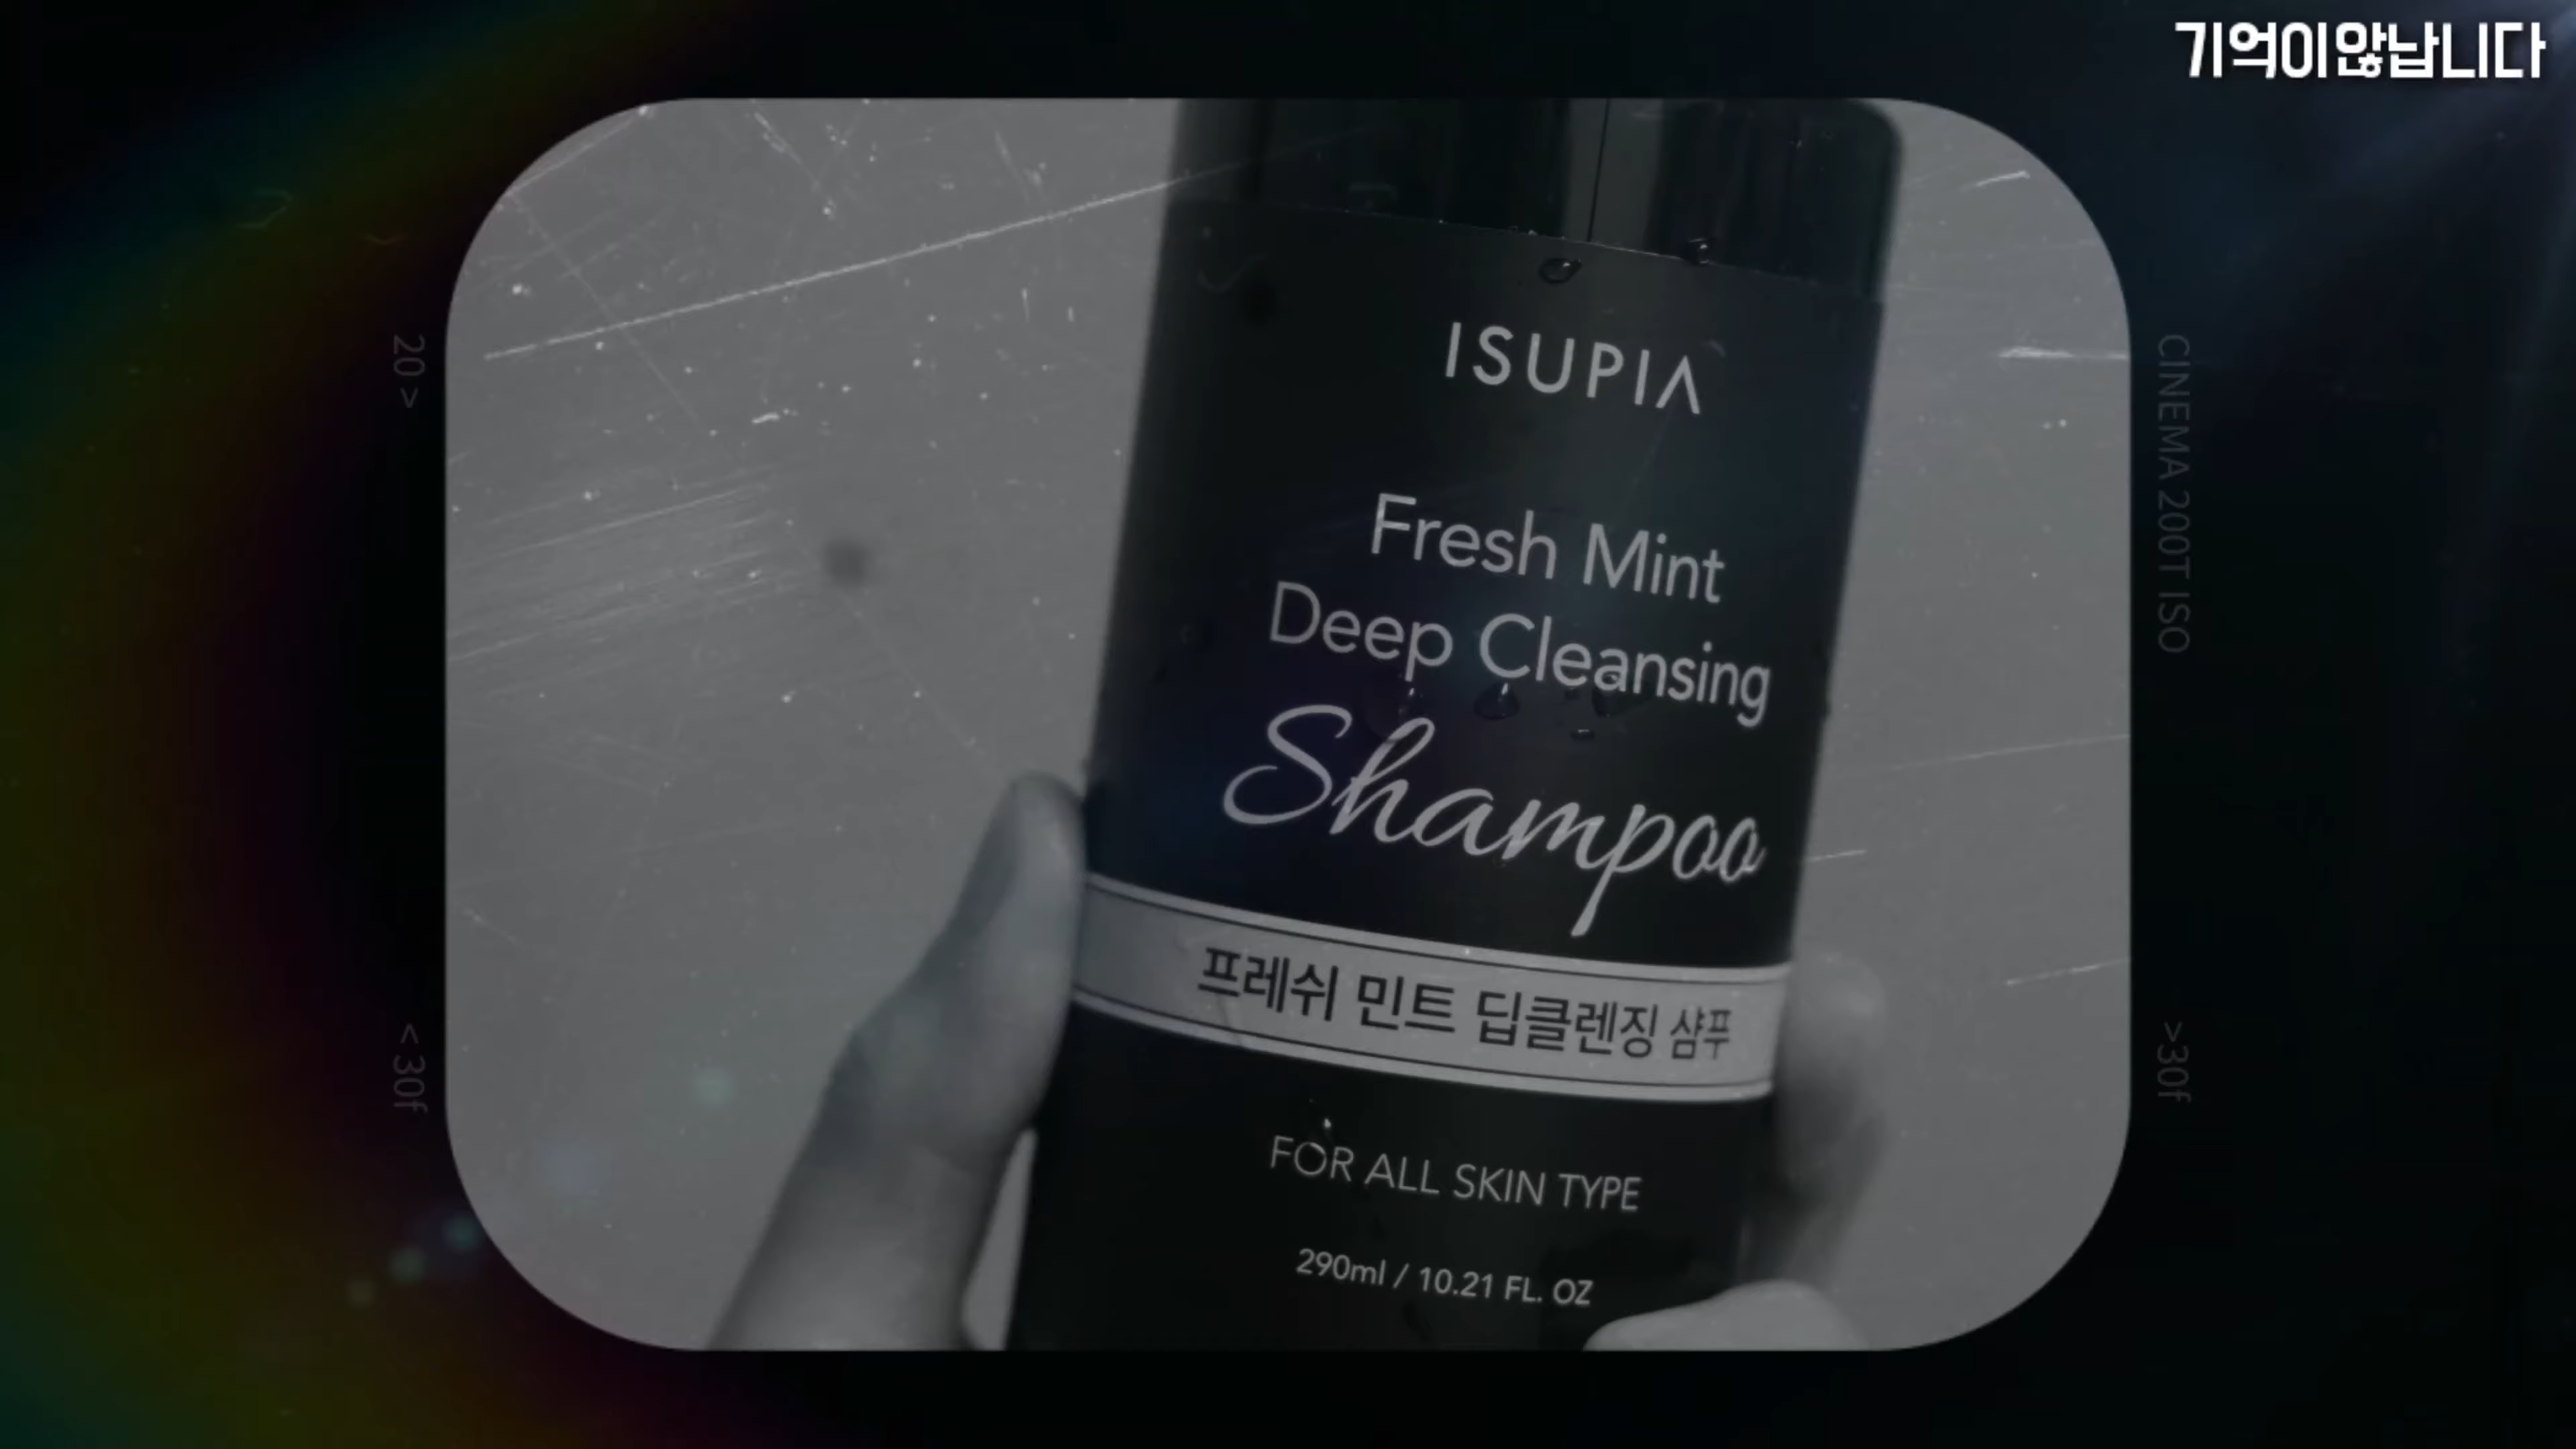 기억이않납니다
20 >
CINEMA 200T ISO
ISUPIA
Fresh Mint
Deep Cleansing
Shampoo
프레쉬 민트 딥클렌징 샴푸
FOR ALL SKIN TYPE
290ml / 10.21 FL. OZ
< 30f
>30f